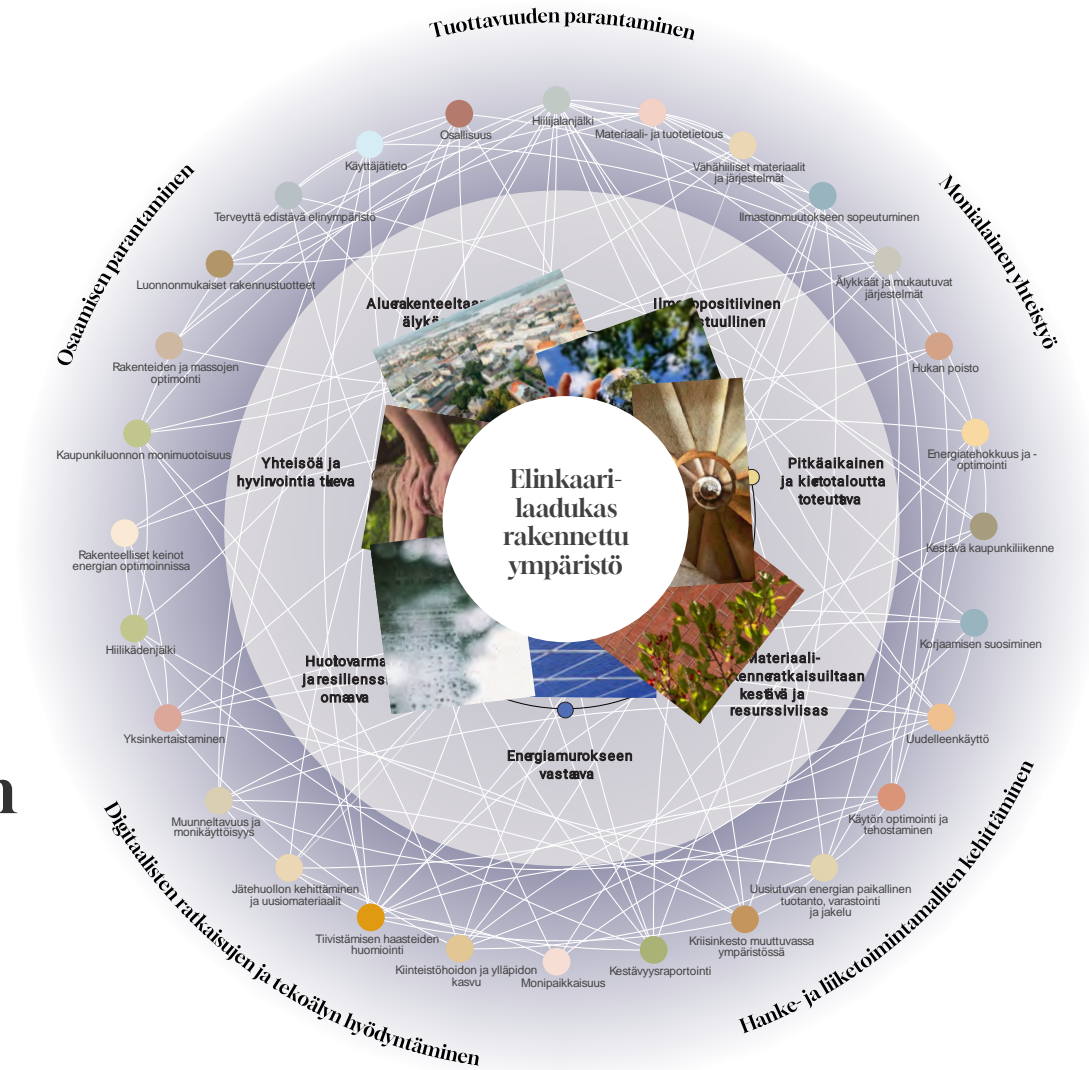 Tuottavuuden parantaminen
Monialainen yhteistyö
Hanke- ja liiketoimintamallien kehittäminen
Digitaalisten ratkaisujen ja tekoälyn hyödyntäminen
Osaamisen parantaminen
Hiilijalanjälki
Materiaali- ja tuotetietous
Vähähiiliset materiaalit
ja järjestelmät
Ilmastonmuutokseen sopeutuminen
Älykkäät ja mukautuvat
järjestelmät
Hukan poisto
Energiatehokkuus ja -
optimointi
Kestävä kaupunkiliikenne
Korjaamisen suosiminen
Uudelleenkäyttö
Käytön optimointi ja
tehostaminen
Uusiutuvan energian paikallinen
tuotanto, varastointi
ja jakelu
Kriisinkesto muuttuvassa
ympäristössä
Kestävyysraportointi
Monipaikkaisuus
Kiinteistöhoidon ja ylläpidon
kasvu
Tiivistämisen haasteiden
huomiointi
Jätehuollon kehittäminen
ja uusiomateriaalit
Muunneltavuus ja
monikäyttöisyys
Yksinkertaistaminen
Hiilikädenjälki
Rakenteelliset keinot
energian optimoinnissa
Kaupunkiluonnon monimuotoisuus
Rakenteiden ja massojen
optimointi
Luonnonmukaiset rakennustuotteet
Terveyttä edistävä elinympäristö
Käyttäjätieto
Osallisuus
Pitkäaikainen
ja kiertotaloutta
toteuttava
Materiaali-
kestävä ja
resurssiviisas
Energiamurrokseen
vastaava
omaava
Yhteisöä ja
hyvinvointia tukeva
Elinkaari-
laadukas
rakennettu
ympäristö
n